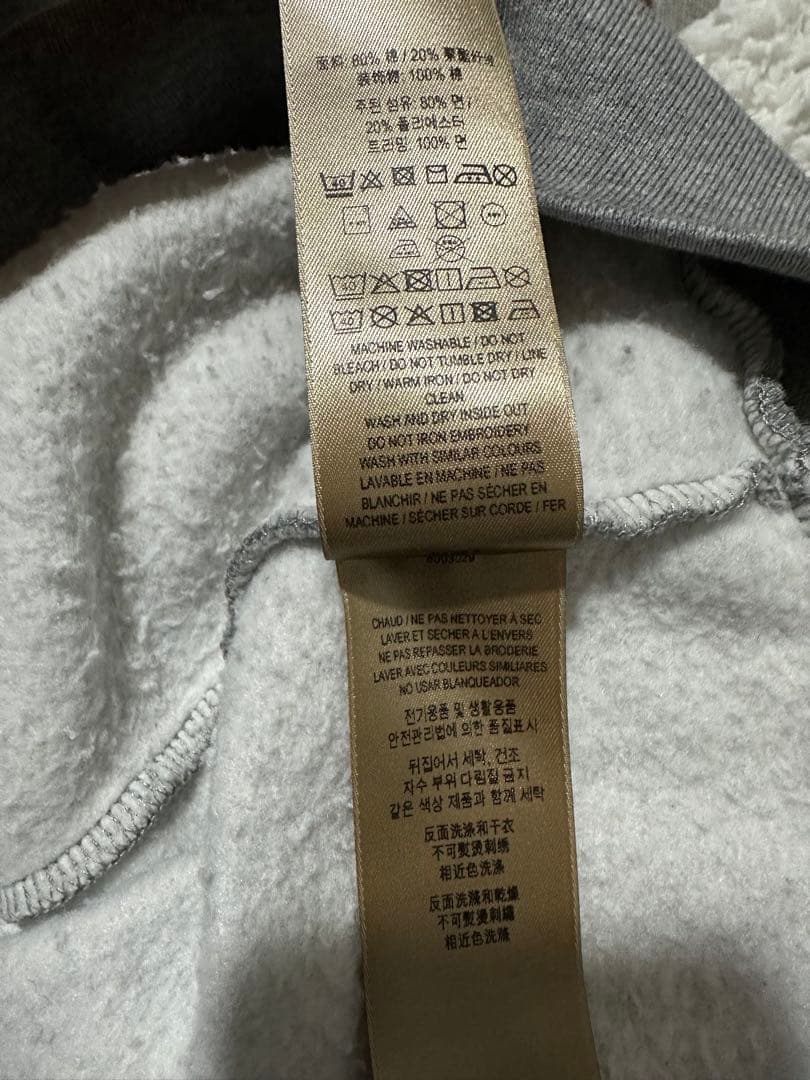 面料: 80% 棉 / 20% 聚酯纤维
装饰物: 100% 棉
주된 섬유: 80% 면 /
20% 폴리에스터
트리밍: 100% 면
40
40
40
MACHINE WASHABLE / DO NOT
BLEACH / DO NOT TUMBLE DRY / LINE
DRY / WARM IRON / DO NOT DRY
CLEAN
WASH AND DRY INSIDE OUT
DO NOT IRON EMBROIDERY
WASH WITH SIMILAR COLOURS
LAVABLE EN MACHINE / NE PAS
BLANCHIR / NE PAS SÉCHER EN
MACHINE / SÉCHER SUR CORDE / FER
8003029
CHAUD / NE PAS NETTOYER À SEC
LAVER ET SECHER A L'ENVERS
NE PAS REPASSER LA BRODERIE
LAVER AVEC COULEURS SIMILIARES
NO USAR BLANQUEADOR
전기용품 및 생활용품
안전관리법에 의한 품질표시
뒤집어서 세탁, 건조
자수 부위 다림질 금지
같은 색상 제품과 함께 세탁
反面洗涤和干衣
不可熨烫刺绣
相近色洗涤
反面洗滌和乾燥
不可熨燙刺繡
相近色洗滌